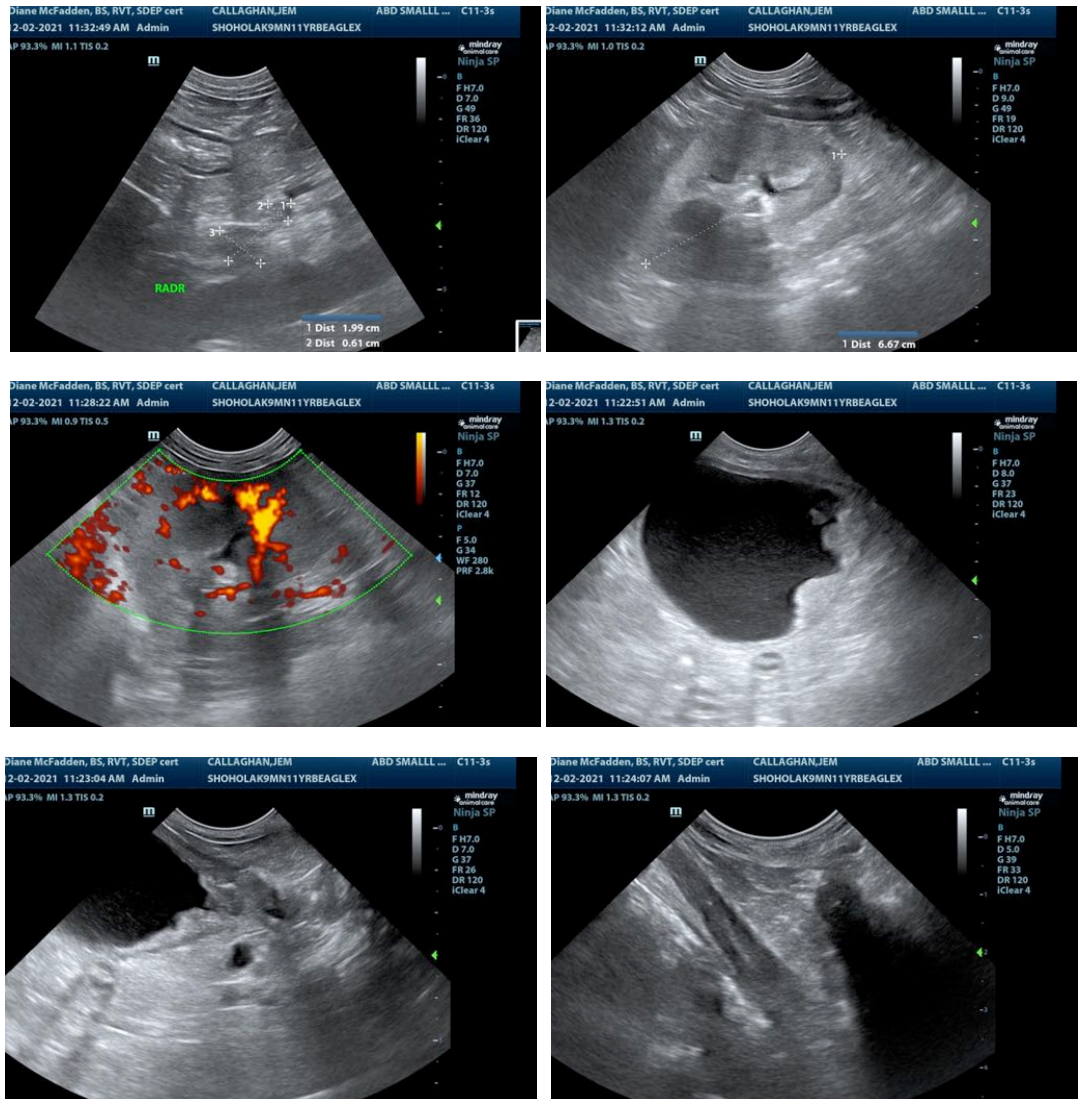 Diane McFadden, BS, RVT, SDEP cert CALLAGHAN,JEM ABD SMALLL ... C11-3s
12-02-2021 11:32:49 AM Admin SHOHOLAK9MN11YRBEAGLEX
AP 93.3% MI 1.1 TIS 0.2
m
mindray
animal care
Ninja SP
B
F H7.0
D 7.0
G 49
FR 36
DR 120
iClear 4
2 1
3
RADR
1 Dist 1.99 cm
2 Dist 0.61 cm
Diane McFadden, BS, RVT, SDEP cert CALLAGHAN,JEM ABD SMALLL ... C11-3s
12-02-2021 11:32:12 AM Admin SHOHOLAK9MN11YRBEAGLEX
AP 93.3% MI 1.0 TIS 0.2
m
mindray
animal care
Ninja SP
B
F H7.0
D 9.0
G 49
FR 19
DR 120
iClear 4
1
1 Dist 6.67 cm
Diane McFadden, BS, RVT, SDEP cert CALLAGHAN,JEM ABD SMALLL ... C11-3s
12-02-2021 11:28:22 AM Admin SHOHOLAK9MN11YRBEAGLEX
AP 93.3% MI 0.9 TIS 0.5
m
mindray
animal care
Ninja SP
B
F H7.0
D 7.0
G 37
FR 12
DR 120
iClear 4
P
F 5.0
G 34
WF 280
PRF 2.8k
Diane McFadden, BS, RVT, SDEP cert CALLAGHAN,JEM ABD SMALLL ... C11-3s
12-02-2021 11:22:51 AM Admin SHOHOLAK9MN11YRBEAGLEX
AP 93.3% MI 1.3 TIS 0.2
m
mindray
animal care
Ninja SP
B
F H7.0
D 8.0
G 37
FR 23
DR 120
iClear 4
Diane McFadden, BS, RVT, SDEP cert CALLAGHAN,JEM ABD SMALLL ... C11-3s
12-02-2021 11:23:04 AM Admin SHOHOLAK9MN11YRBEAGLEX
AP 93.3% MI 1.3 TIS 0.2
m
mindray
animal care
Ninja SP
B
F H7.0
D 7.0
G 37
FR 26
DR 120
iClear 4
Diane McFadden, BS, RVT, SDEP cert CALLAGHAN,JEM ABD SMALLL ... C11-3s
12-02-2021 11:24:07 AM Admin SHOHOLAK9MN11YRBEAGLEX
AP 93.3% MI 1.3 TIS 0.2
m
mindray
animal care
Ninja SP
B
F H7.0
D 5.0
G 39
FR 33
DR 120
iClear 4